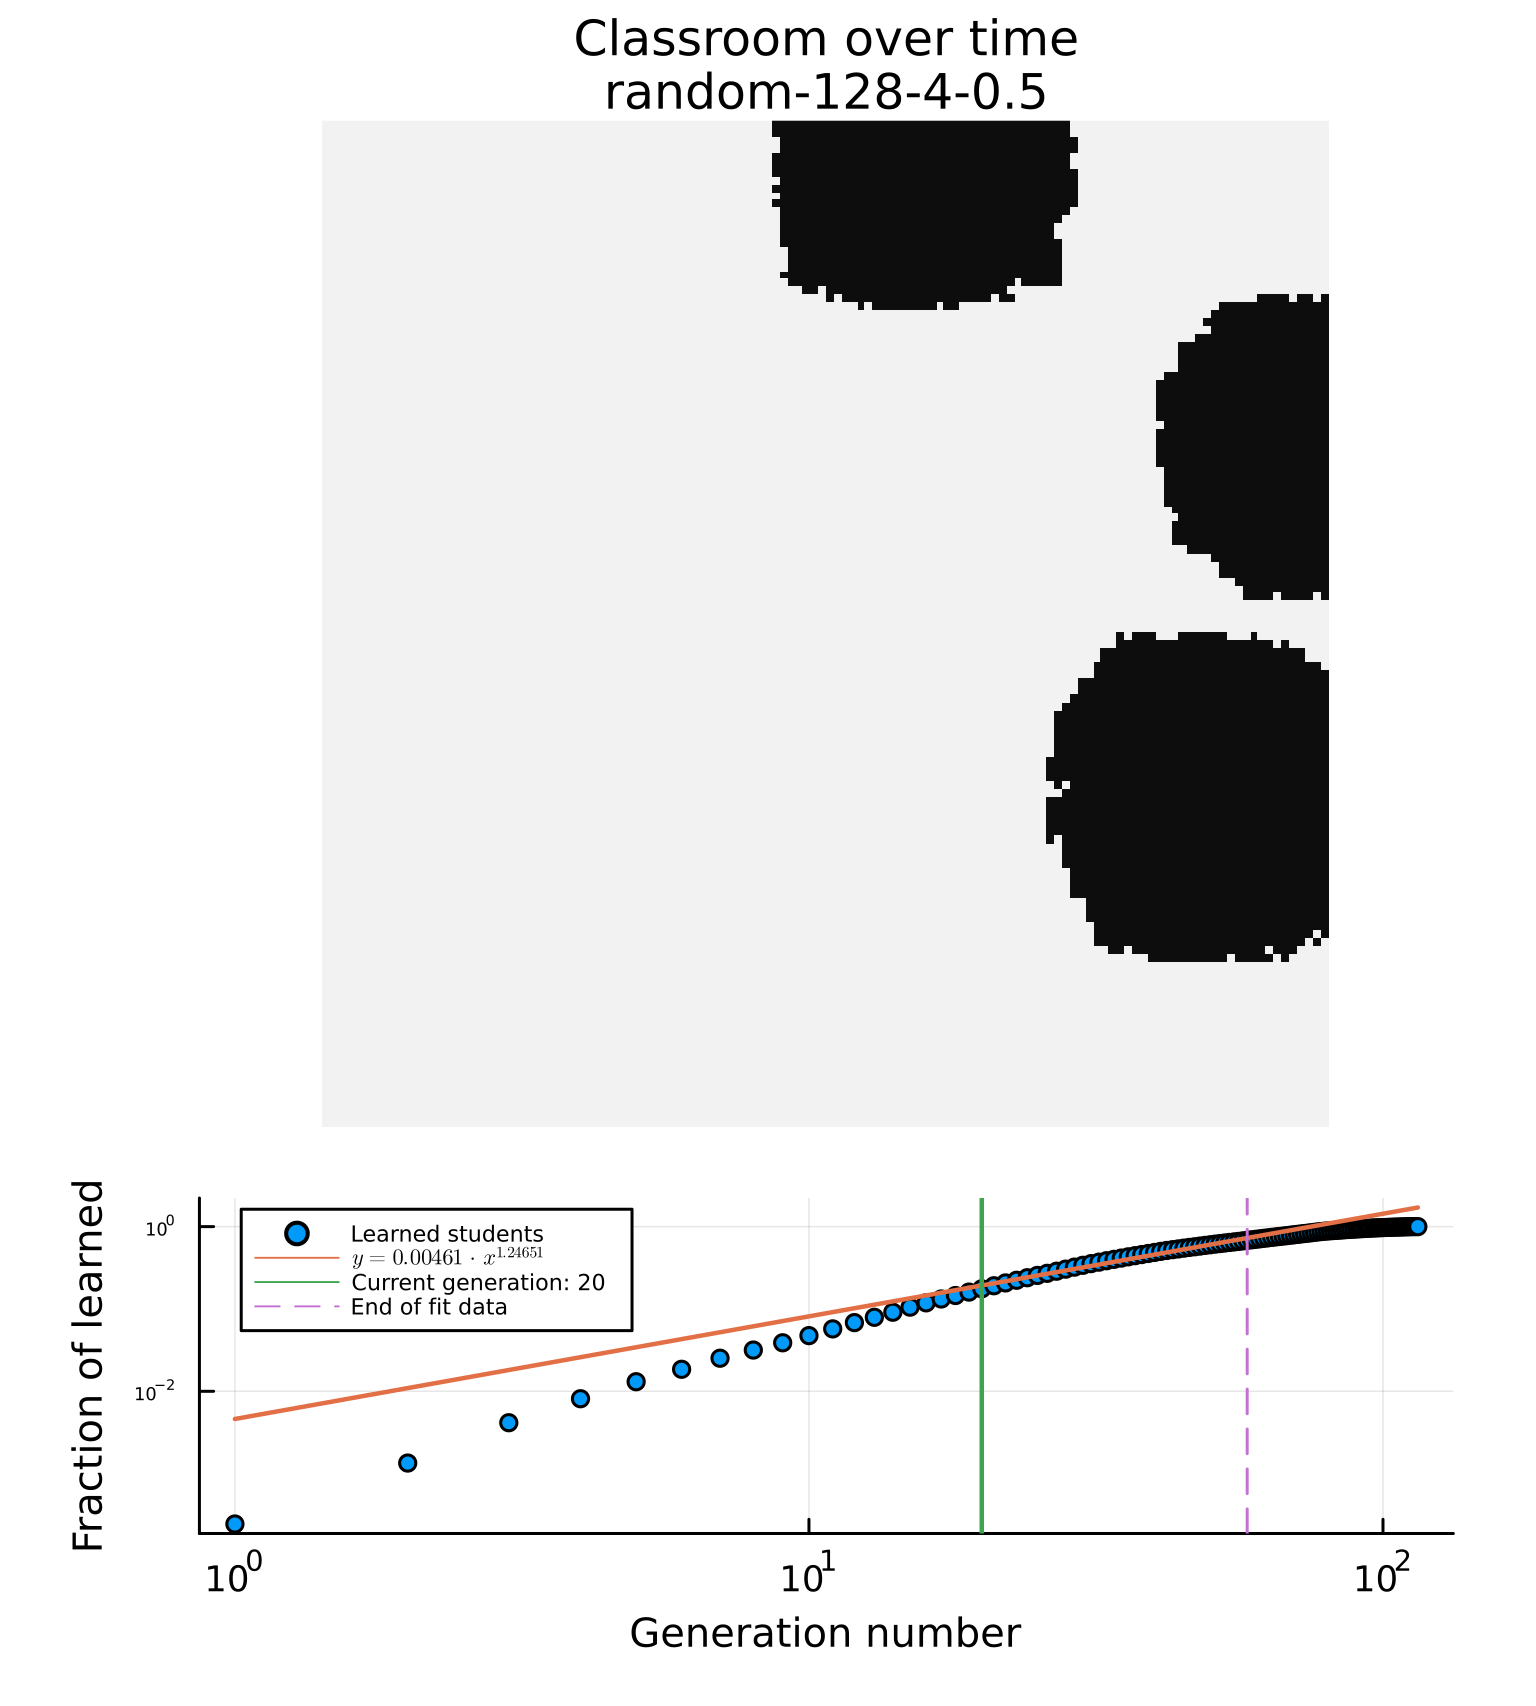 Classroom over time
random-128-4-0.5
Fraction of learned
10^0
10^-2
Learned students
y = 0.00461 · x^1.24651
Current generation: 20
End of fit data
10^0
10^1
10^2
Generation number